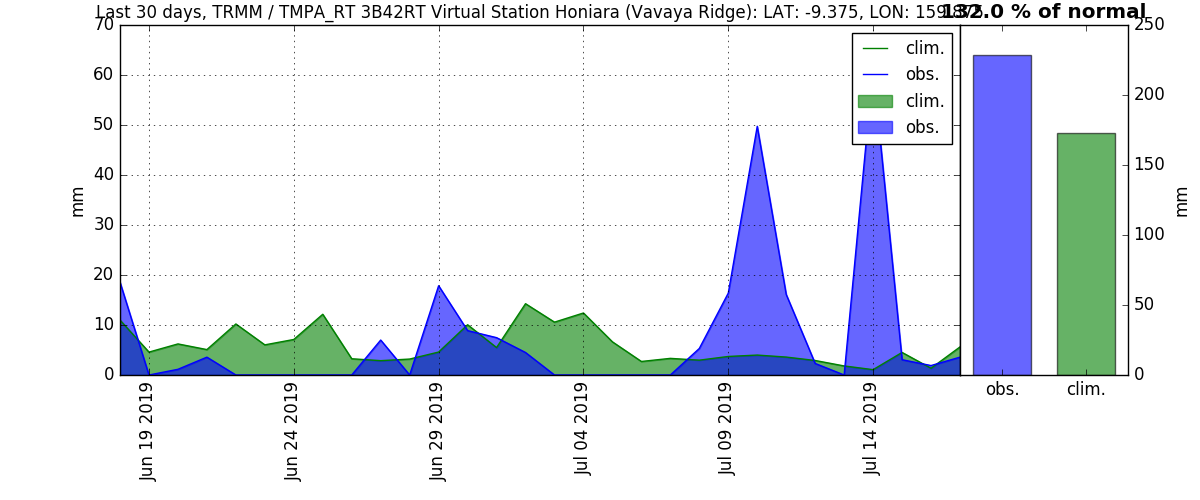 Last 30 days, TRMM / TMPA_RT 3B42RT Virtual Station Honiara (Vavaya Ridge): LAT: -9.375, LON:
132.0 % of normal
70
60
50
40
30
20
10
0
mm
clim.
obs.
clim.
obs.
Jun 19 2019
Jun 24 2019
Jun 29 2019
Jul 04 2019
Jul 09 2019
Jul 14 2019
250
200
150
100
50
0
mm
obs.
clim.